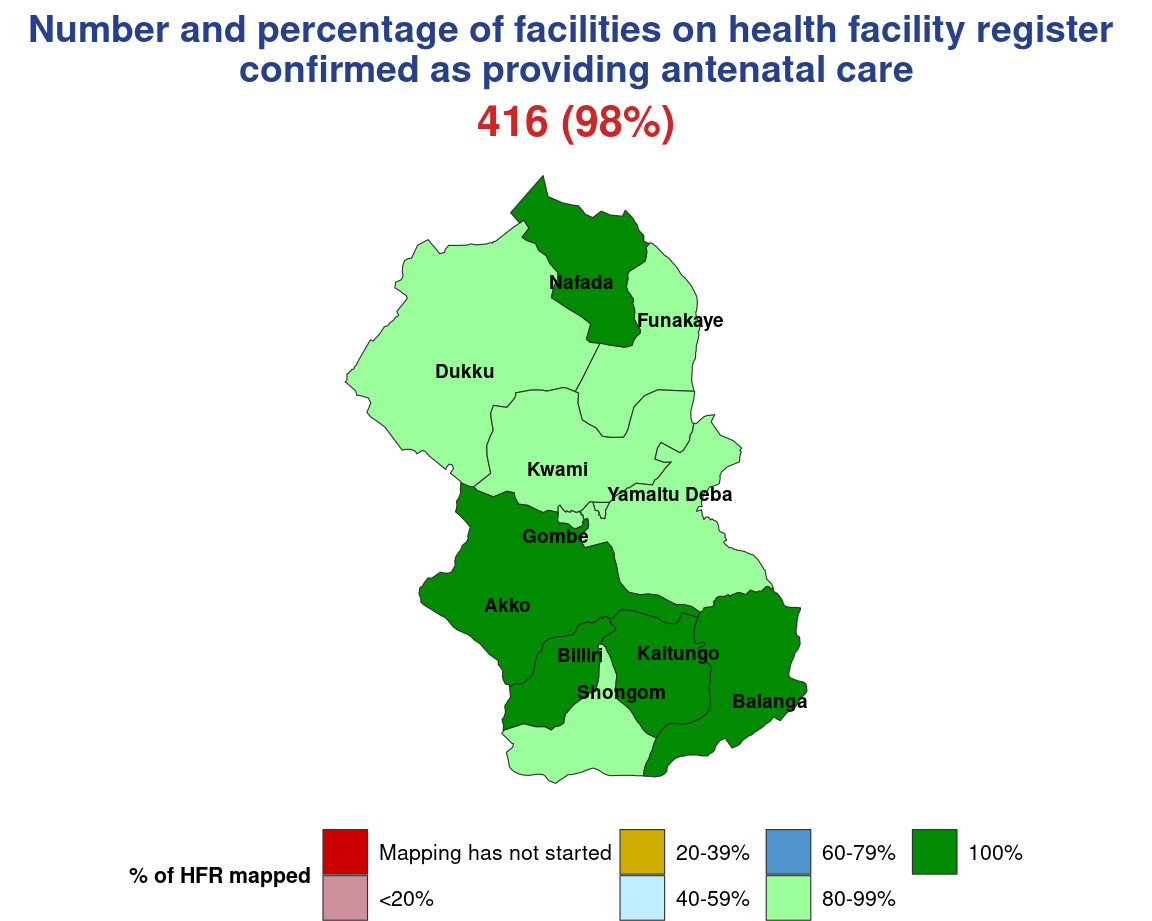 Number and percentage of facilities on health facility register
confirmed as providing antenatal care
416 (98%)
Nafada
Funakaye
Dukku
Kwami
Yamaltu Deba
Gombe
Akko
Billiri
Kaltungo
Shongom
Balanga
% of HFR mapped
Mapping has not started
<20%
20-39%
40-59%
60-79%
80-99%
100%